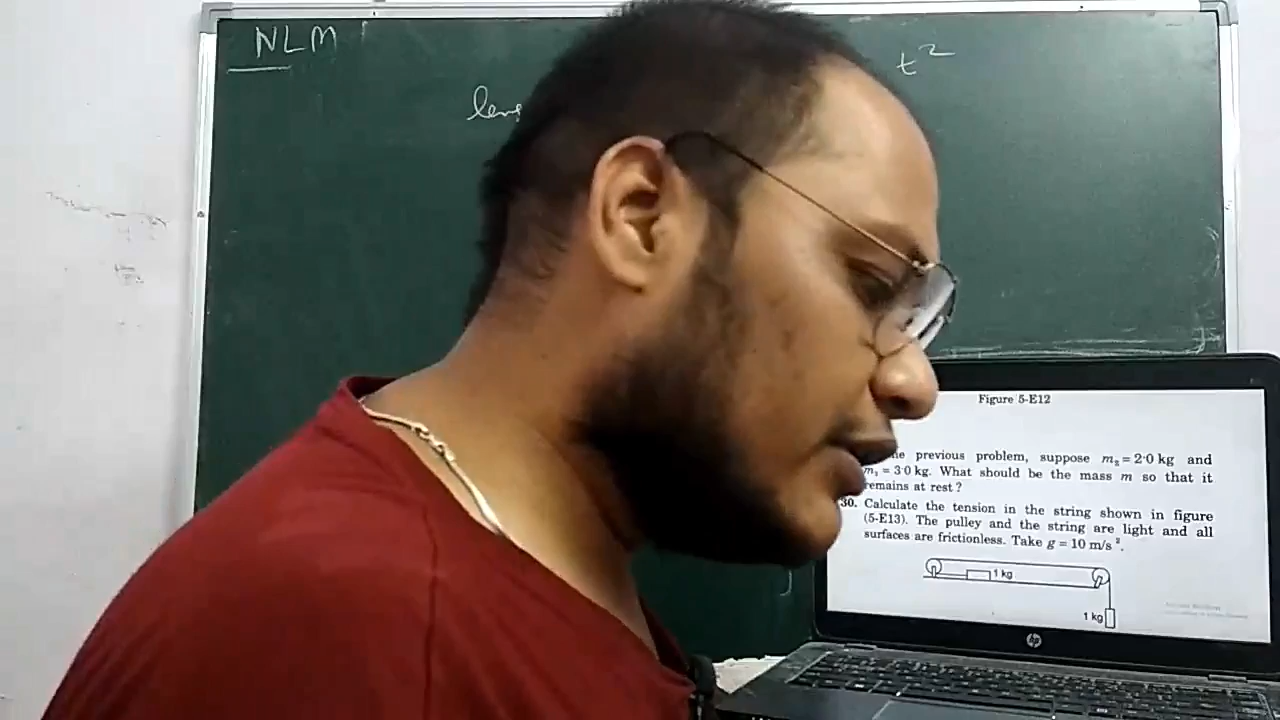 NLM
t²
Figure 5-E12
previous problem, suppose m₂ = 2·0 kg and
= 3·0 kg. What should be the mass m so that it
remains at rest ?
30. Calculate the tension in the string shown in figure
(5-E13). The pulley and the string are light and all
surfaces are frictionless. Take g = 10 m/s².
1 kg
1 kg
hp